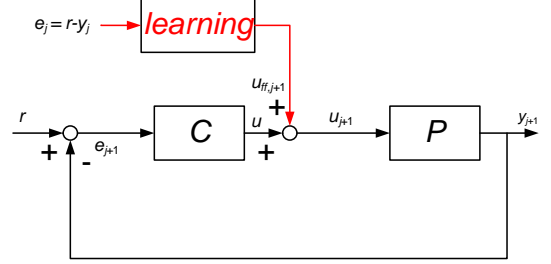 e_j = r-y_j
learning
u_ff,j+1
r
+
-
e_j+1
C
u
+
+
u_j+1
P
y_j+1